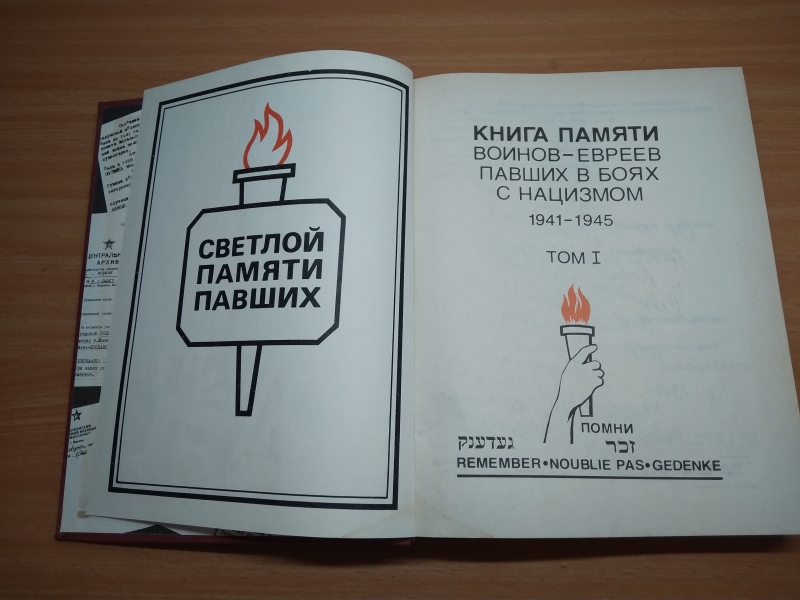 СВЕТЛОЙ
ПАМЯТИ
ПАВШИХ
КНИГА ПАМЯТИ
ВОИНОВ-ЕВРЕЕВ
ПАВШИХ В БОЯХ
С НАЦИЗМОМ
1941-1945
ТОМ I
ПОМНИ
געדענק זכר
REMEMBER•NOUBLIE PAS•GEDENKE